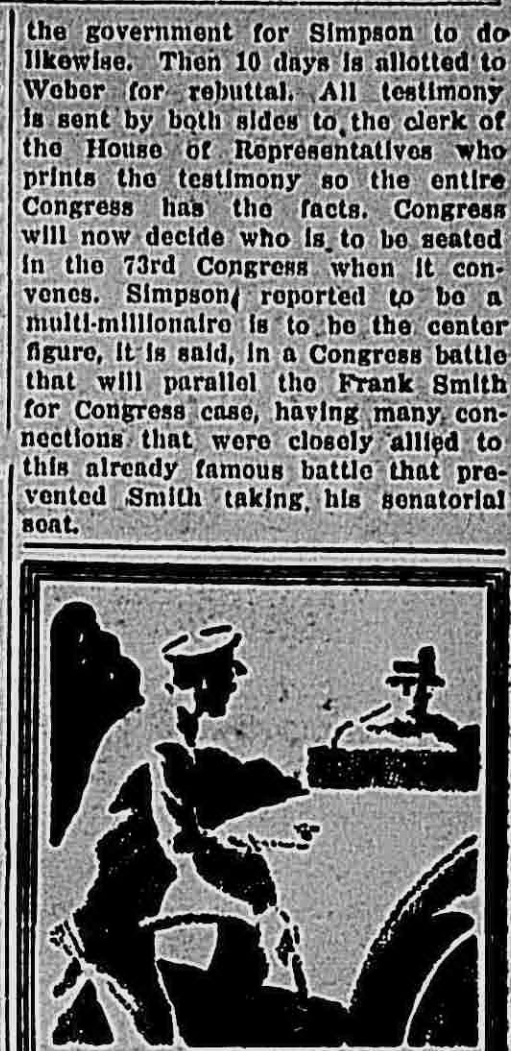 the government for Simpson to do
likewise. Then 10 days is allotted to
Weber for rebuttal. All testimony
is sent by both sides to the clerk of
the House of Representatives who
prints the testimony so the entire
Congress has the facts. Congress
will now decide who is to be seated
in the 73rd Congress when it con-
venes. Simpson, reported to be a
multi-millionaire is to be the center
figure, it is said, in a Congress battle
that will parallel the Frank Smith
for Congress case, having many con-
nections that were closely allied to
this already famous battle that pre-
vented Smith taking his senatorial
seat.